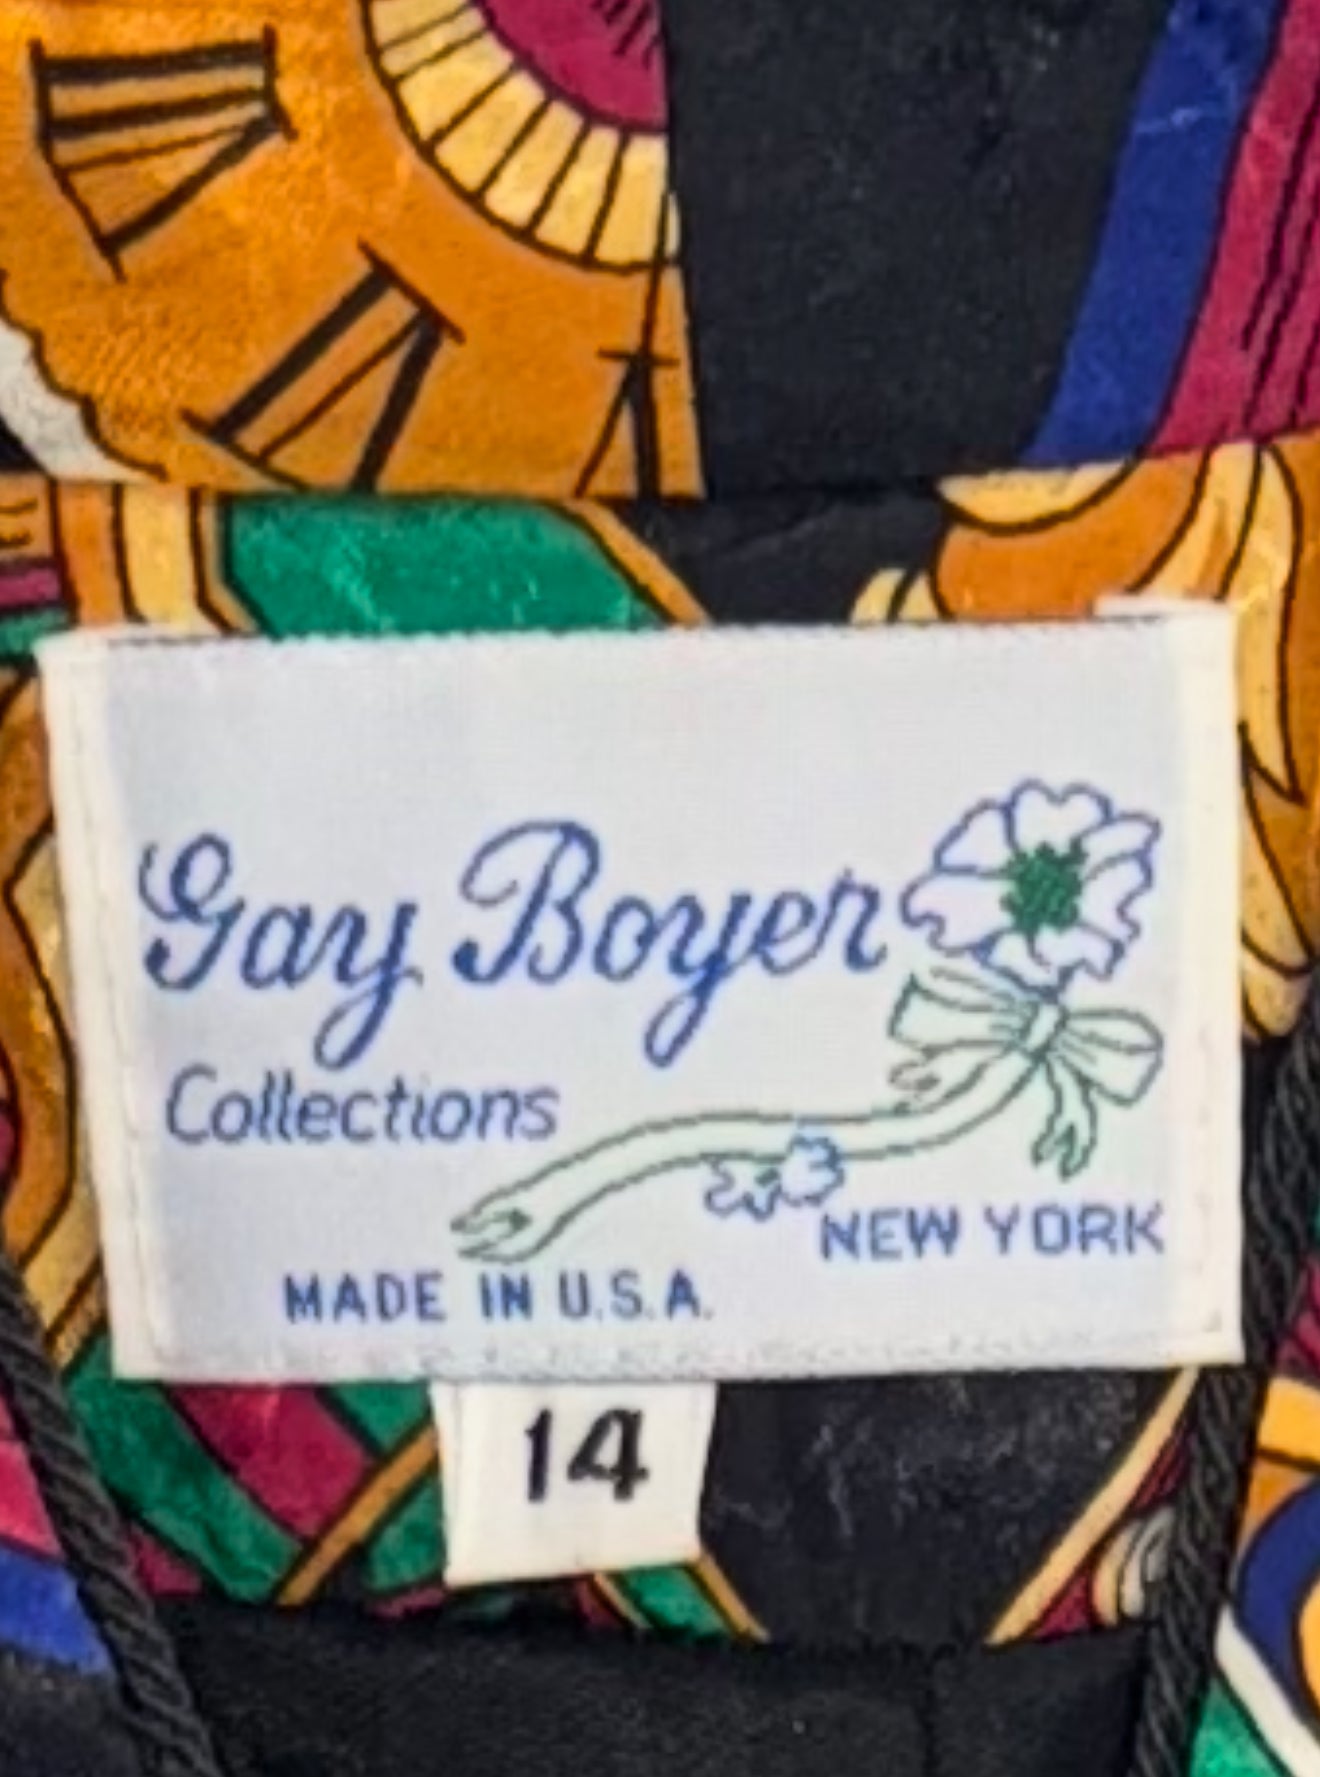 Gay Boyer
Collections
NEW YORK
MADE IN U.S.A.
14